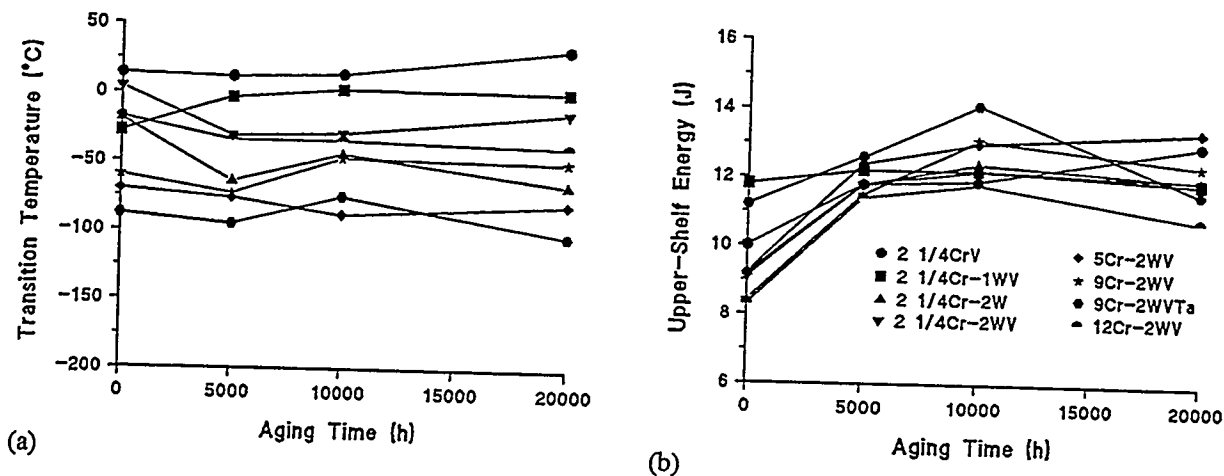 50
0
-50
-100
-150
-200
Transition Temperature (°C)
0
5000
10000
15000
20000
Aging Time (h)
(a)
16
14
12
10
8
6
Upper-Shelf Energy (J)
2 1/4CrV
2 1/4Cr-1WV
2 1/4Cr-2W
2 1/4Cr-2WV
5Cr-2WV
9Cr-2WV
9Cr-2WVTa
12Cr-2WV
0
5000
10000
15000
20000
Aging Time (h)
(b)